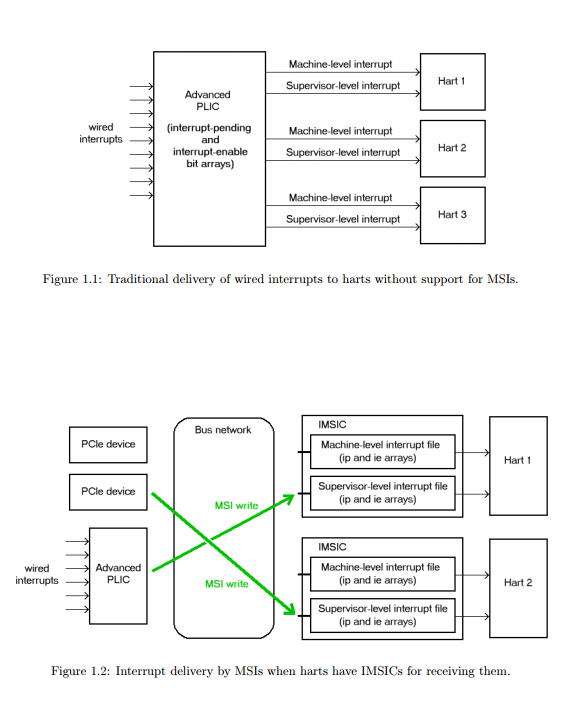 Machine-level interrupt
Supervisor-level interrupt
Hart 1
Advanced
PLIC
(interrupt-pending
and
interrupt-enable
bit arrays)
wired
interrupts
Machine-level interrupt
Supervisor-level interrupt
Hart 2
Machine-level interrupt
Supervisor-level interrupt
Hart 3
Figure 1.1: Traditional delivery of wired interrupts to harts without support for MSIs.
PCIe device
PCIe device
wired
interrupts
Advanced
PLIC
Bus network
MSI write
MSI write
IMSIC
Machine-level interrupt file
(ip and ie arrays)
Supervisor-level interrupt file
(ip and ie arrays)
Hart 1
IMSIC
Machine-level interrupt file
(ip and ie arrays)
Supervisor-level interrupt file
(ip and ie arrays)
Hart 2
Figure 1.2: Interrupt delivery by MSIs when harts have IMSICs for receiving them.